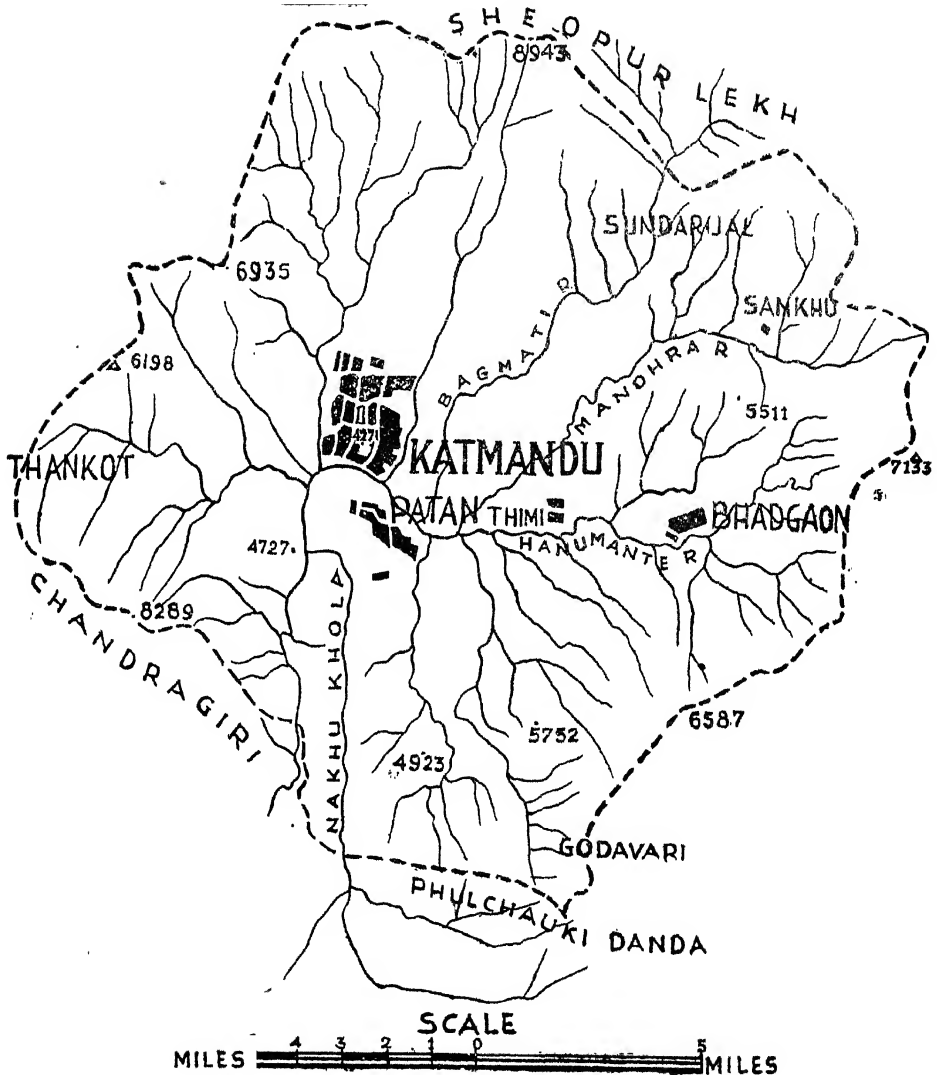 SHEOPUR LEKH
8943
SUNDARIJAL
6935
SANKHU
BAGMATI R
MANDHRA R
6198
5511
427
KATMANDU
THANKOT
7133
PATAN
THIMI
BHADGAON
HANUMANTE R
4727
8289
CHANDRAGIRI
NAKHU KHOLA
6587
5752
4923
GODAVARI
PHULCHAUKI DANDA
SCALE
4 3 2 1 0 5
MILES MILES